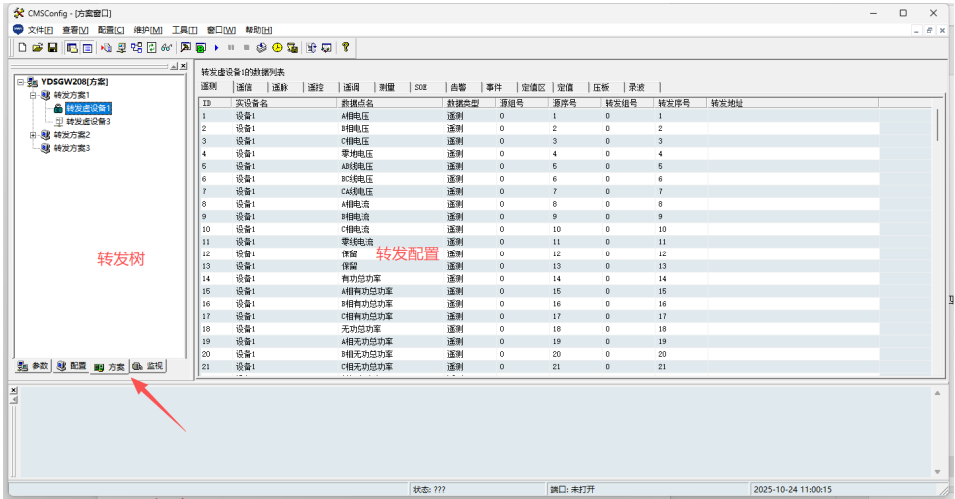 CMSConfig - [方案窗口]
文件[F] 查看[V] 配置[C] 维护[M] 工具[T] 窗口[W] 帮助[H]
YDSGW208[方案]
转发方案1
转发虚设备1
转发虚设备3
转发方案2
转发方案3
转发树
参数 配置 方案 监视
转发虚设备1的数据列表
遥测 遥信 遥脉 遥控 遥调 测量 SOE 告警 事件 定值区 定值 压板 录波
ID 实设备名 数据点名 数据类型 源组号 源序号 转发组号 转发序号 转发地址
1 设备1 A相电压 遥测 0 1 0 1
2 设备1 B相电压 遥测 0 2 0 2
3 设备1 C相电压 遥测 0 3 0 3
4 设备1 零地电压 遥测 0 4 0 4
5 设备1 AB线电压 遥测 0 5 0 5
6 设备1 BC线电压 遥测 0 6 0 6
7 设备1 CA线电压 遥测 0 7 0 7
8 设备1 A相电流 遥测 0 8 0 8
9 设备1 B相电流 遥测 0 9 0 9
10 设备1 C相电流 遥测 0 10 0 10
11 设备1 零线电流 遥测 0 11 0 11
12 设备1 保留 遥测 0 12 0 12
转发配置
13 设备1 保留 遥测 0 13 0 13
14 设备1 有功总功率 遥测 0 14 0 14
15 设备1 A相有功总功率 遥测 0 15 0 15
16 设备1 B相有功总功率 遥测 0 16 0 16
17 设备1 C相有功总功率 遥测 0 17 0 17
18 设备1 无功总功率 遥测 0 18 0 18
19 设备1 A相无功总功率 遥测 0 19 0 19
20 设备1 B相无功总功率 遥测 0 20 0 20
21 设备1 C相无功总功率 遥测 0 21 0 21
状态: ??? 端口: 未打开 2025-10-24 11:00:15